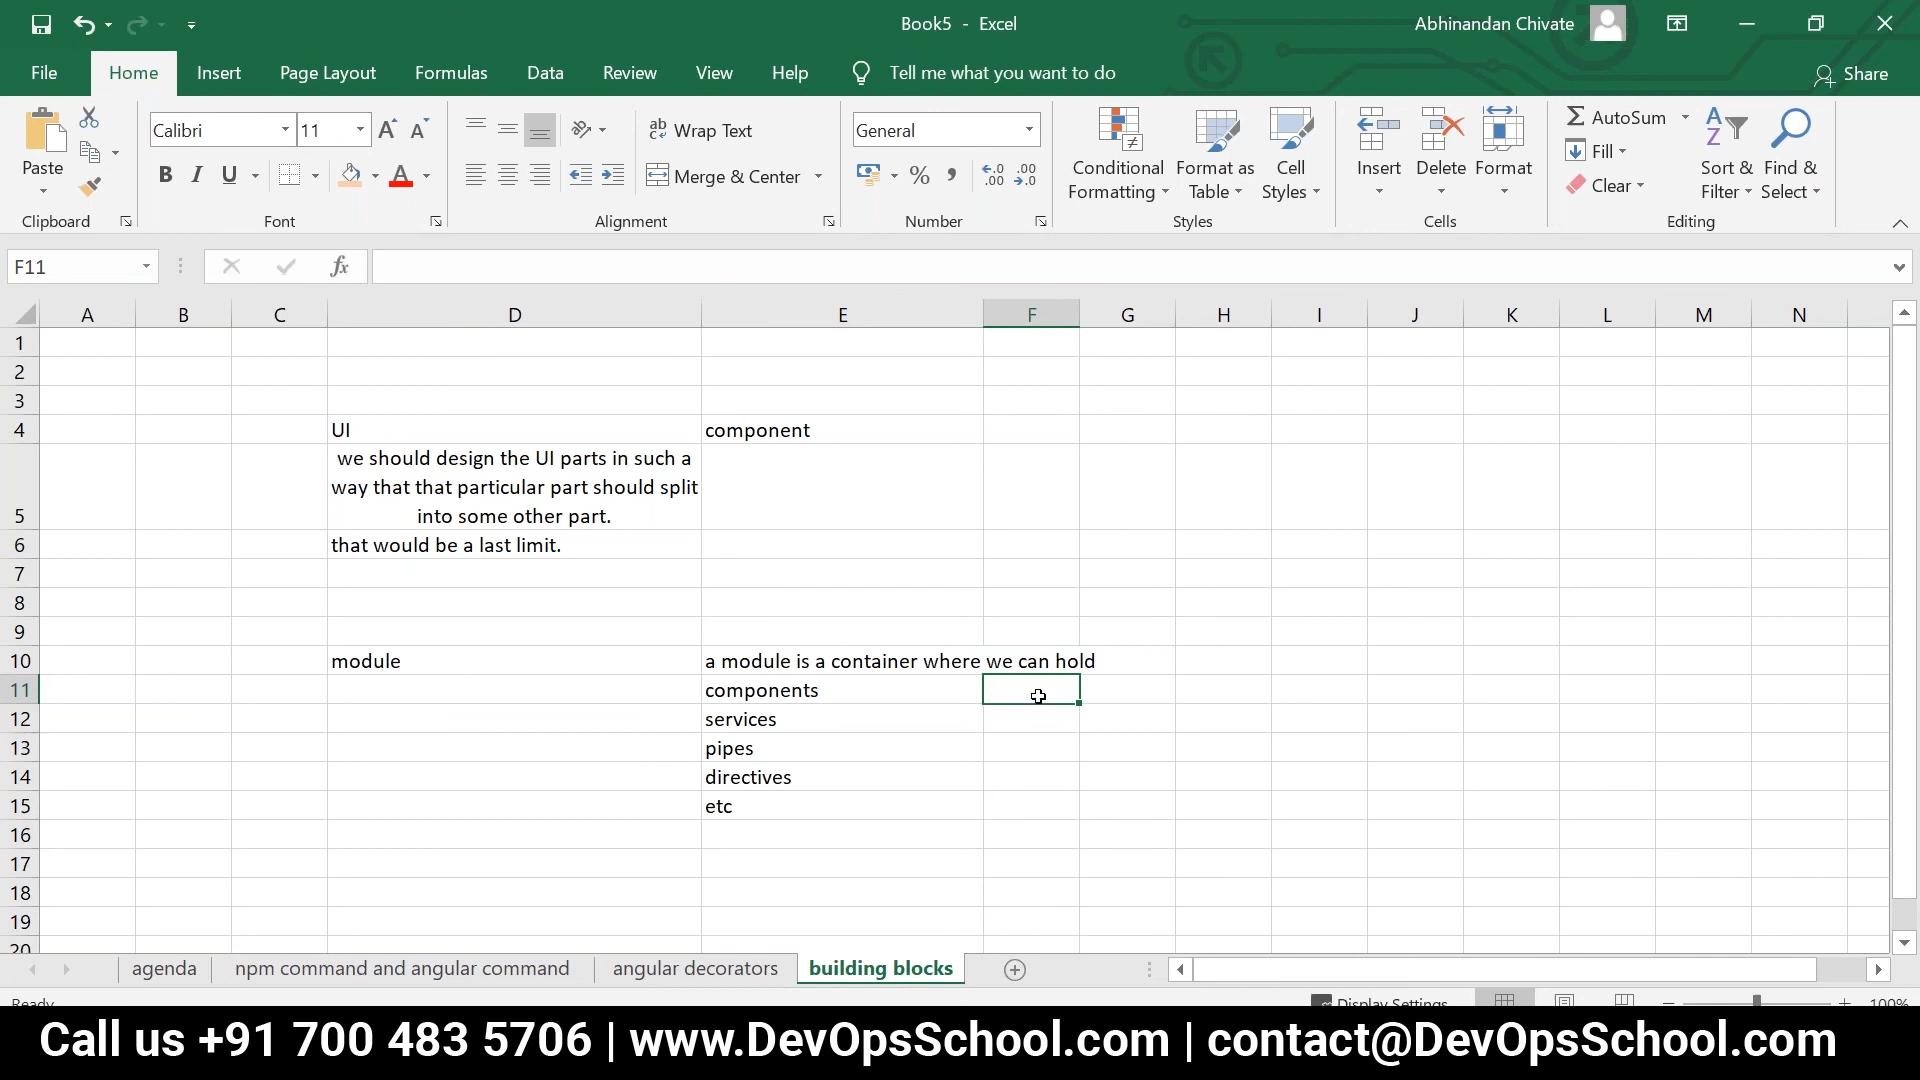 Book5 - Excel
Abhinandan Chivate
File Home Insert Page Layout Formulas Data Review View Help Tell me what you want to do Share
Calibri 11 ab Wrap Text General AutoSum
Paste Conditional Formatting Format as Table Cell Styles Insert Delete Format Fill Sort & Filter Find & Select
B I U Merge & Center % Clear
Clipboard Font Alignment Number Styles Cells Editing
F11 fx
A B C D E F G H I J K L M N
1
2
3
4 UI component
we should design the UI parts in such a
way that that particular part should split
5 into some other part.
6 that would be a last limit.
7
8
9
10 module a module is a container where we can hold
11 components
12 services
13 pipes
14 directives
15 etc
16
17
18
19
20
agenda npm command and angular command angular decorators building blocks
Ready Display Settings 100%
Call us +91 700 483 5706 | www.DevOpsSchool.com | contact@DevOpsSchool.com